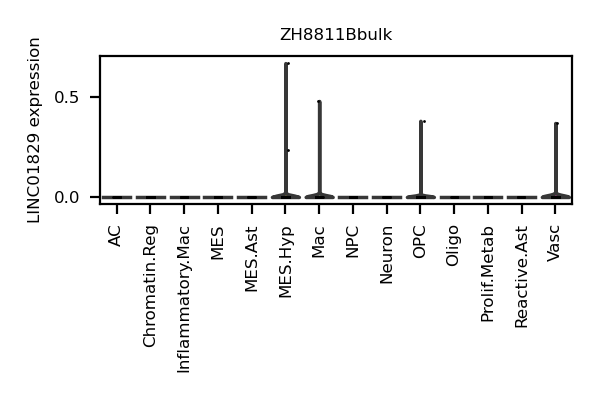 ZH8811Bbulk
LINC01829 expression
0.5
0.0
AC
Chromatin.Reg
Inflammatory.Mac
MES
MES.Ast
MES.Hyp
Mac
NPC
Neuron
OPC
Oligo
Prolif.Metab
Reactive.Ast
Vasc